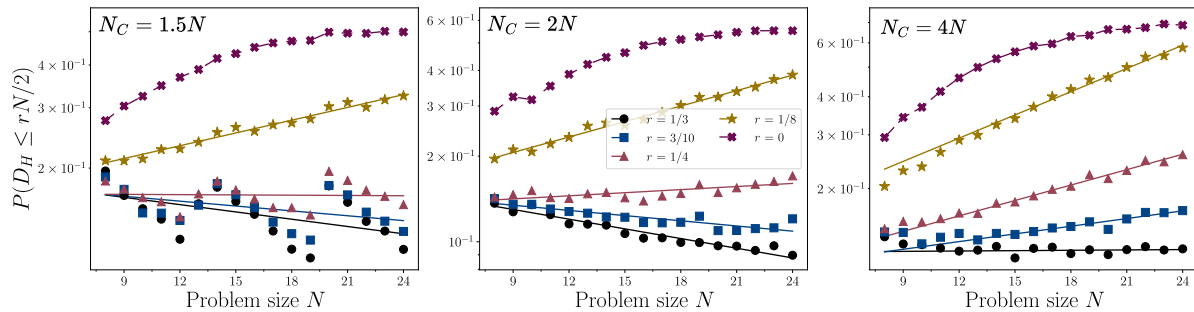 P(D_H ≤ rN/2)
N_C = 1.5N
4 × 10⁻¹
3 × 10⁻¹
2 × 10⁻¹
9 12 15 18 21 24
Problem size N
N_C = 2N
6 × 10⁻¹
4 × 10⁻¹
3 × 10⁻¹
2 × 10⁻¹
10⁻¹
r = 1/3
r = 3/10
r = 1/4
r = 1/8
r = 0
9 12 15 18 21 24
Problem size N
N_C = 4N
6 × 10⁻¹
4 × 10⁻¹
3 × 10⁻¹
2 × 10⁻¹
9 12 15 18 21 24
Problem size N